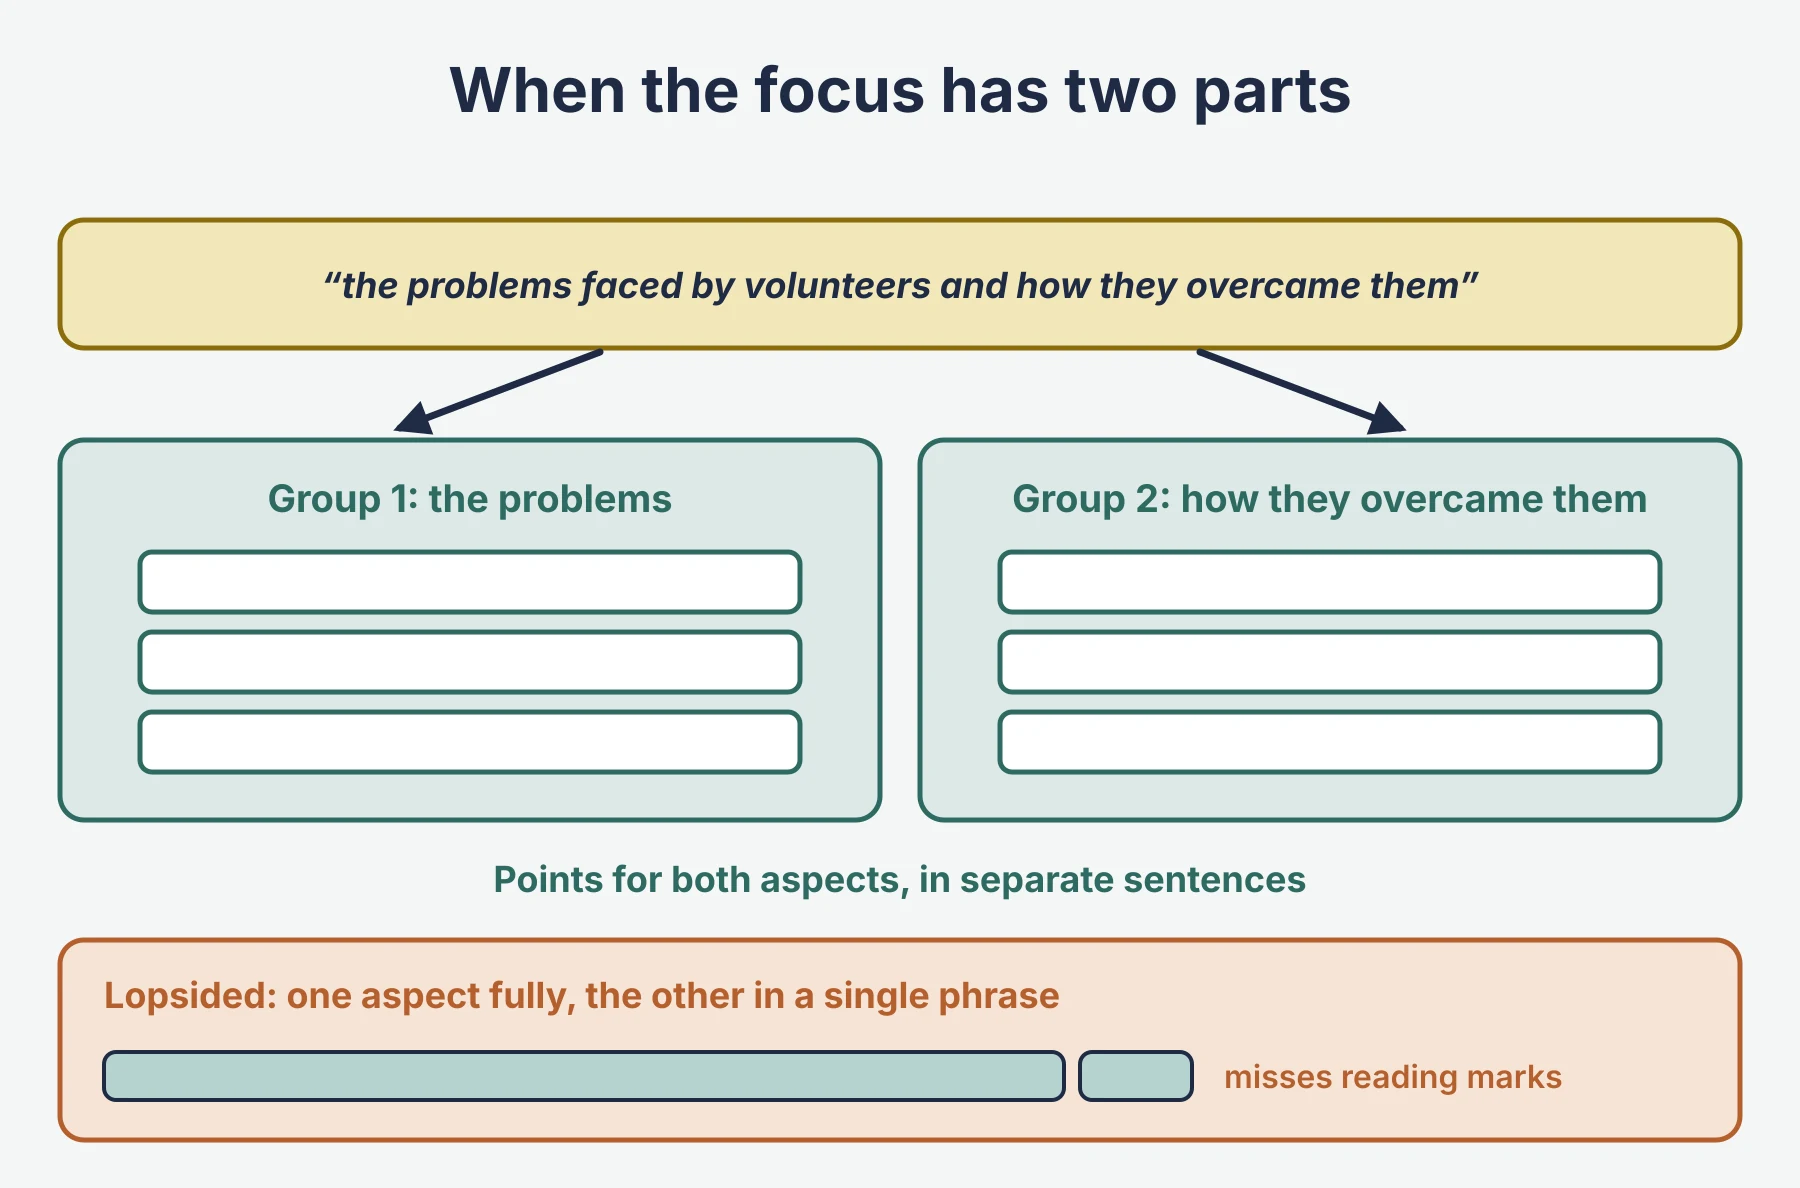 When the focus has two parts
“the problems faced by volunteers and how they overcame them”
Group 1: the problems
Group 2: how they overcame them
Points for both aspects, in separate sentences
Lopsided: one aspect fully, the other in a single phrase
misses reading marks